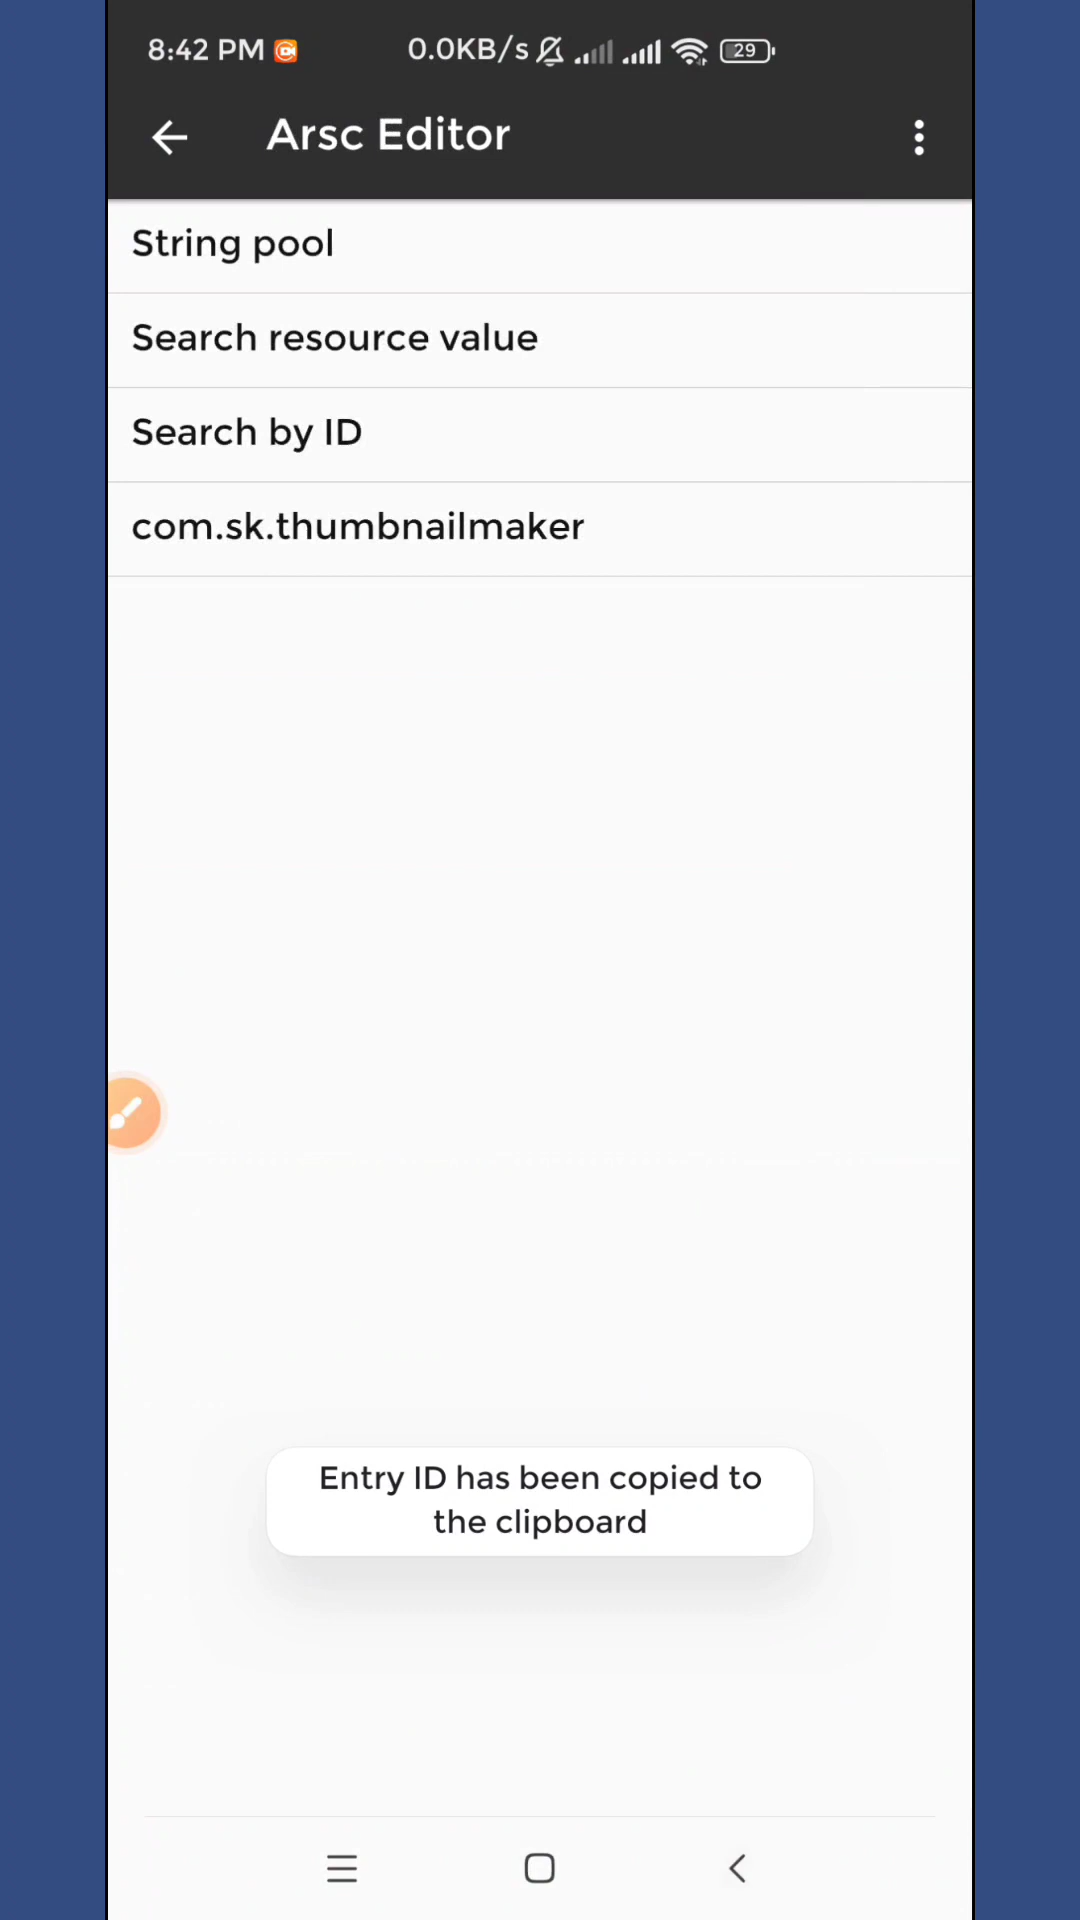 8:42 PM 0.0KB/s 29
Arsc Editor
String pool
Search resource value
Search by ID
com.sk.thumbnailmaker
Entry ID has been copied to
the clipboard